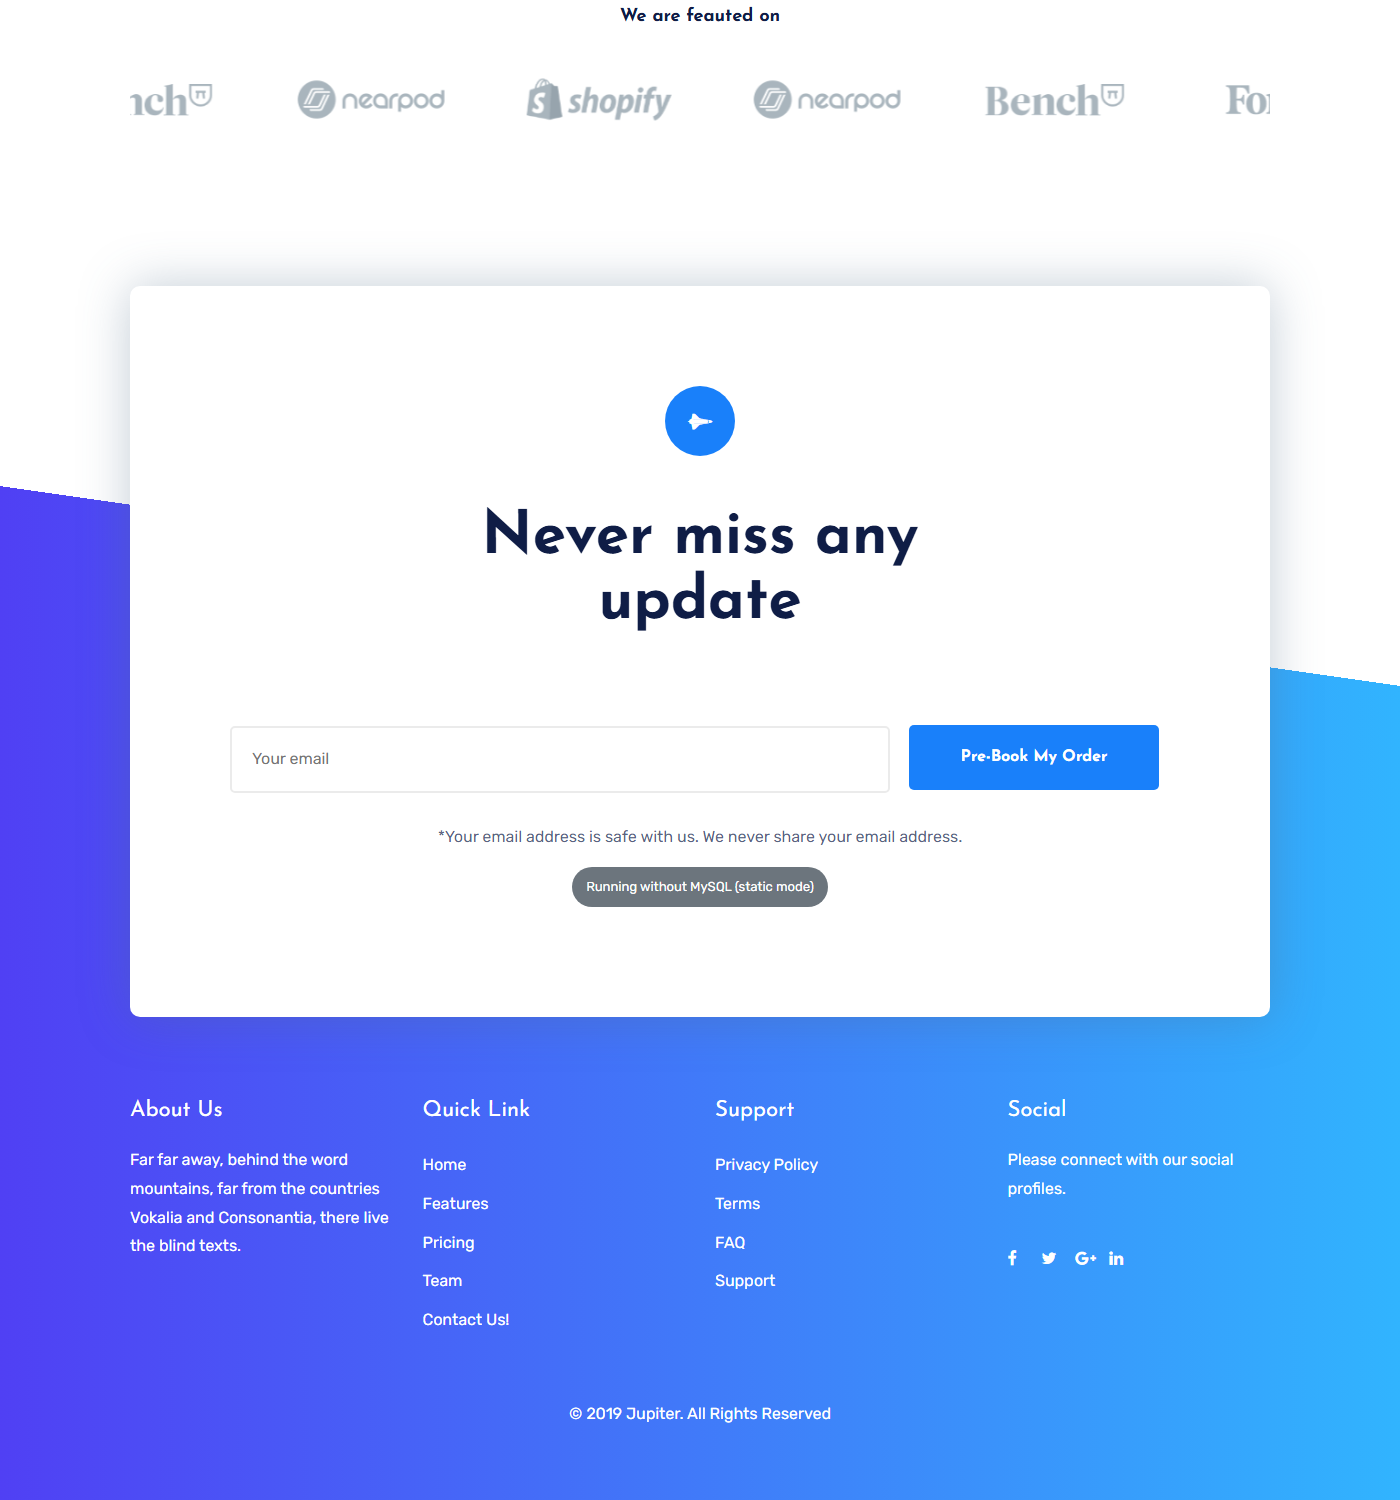 We are feauted on
nch
nearpod
shopify
nearpod
Bench
For
Never miss any
update
Your email
Pre-Book My Order
*Your email address is safe with us. We never share your email address.
Running without MySQL (static mode)
About Us
Far far away, behind the word
mountains, far from the countries
Vokalia and Consonantia, there live
the blind texts.
Quick Link
Home
Features
Pricing
Team
Contact Us!
Support
Privacy Policy
Terms
FAQ
Support
Social
Please connect with our social
profiles.
© 2019 Jupiter. All Rights Reserved